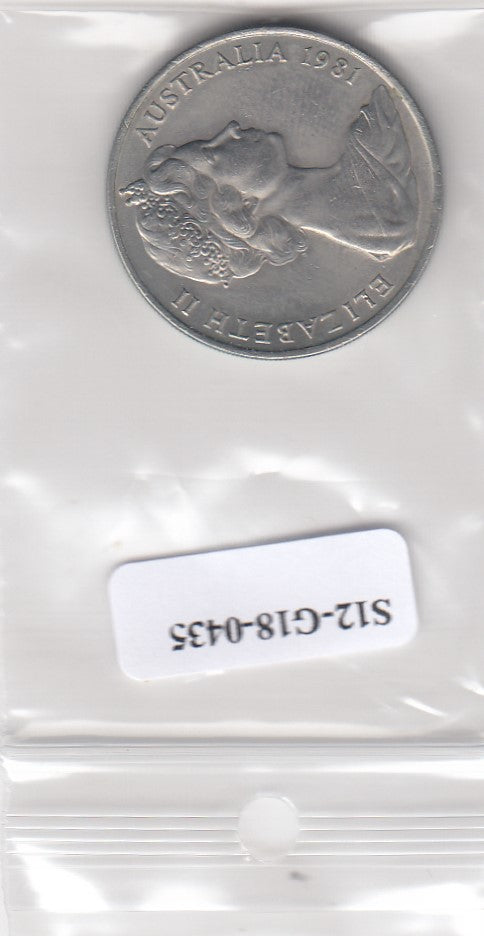 AUSTRALIA 1981
ELIZABETH II
S12-G18-0435